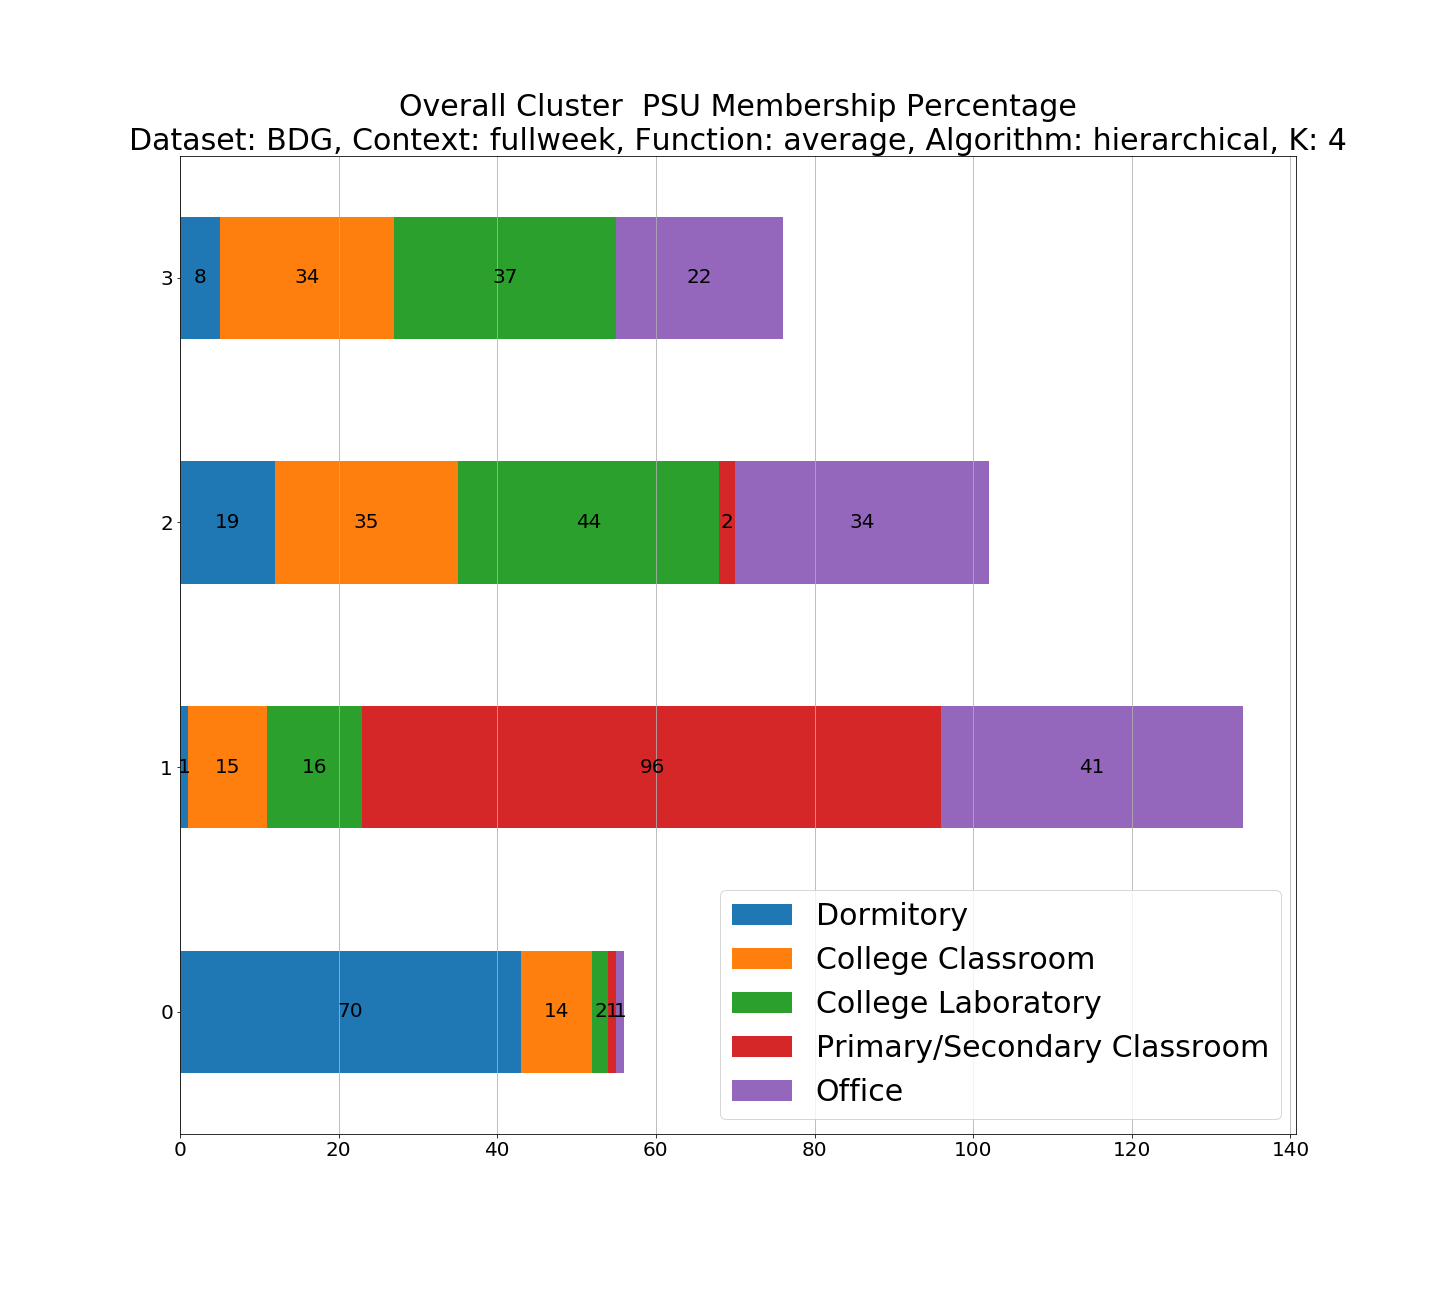 Overall Cluster  PSU Membership Percentage
Dataset: BDG, Context: fullweek, Function: average, Algorithm: hierarchical, K: 4
3
8 34 37 22
2
19 35 44 2 34
1
1 15 16 96 41
0
70 14 2 1 1
Dormitory
College Classroom
College Laboratory
Primary/Secondary Classroom
Office
0 20 40 60 80 100 120 140